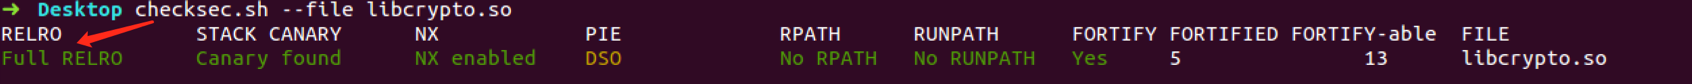 ➜ Desktop checksec.sh --file libcrypto.so
RELRO STACK CANARY NX PIE RPATH RUNPATH FORTIFY FORTIFIED FORTIFY-able FILE
Full RELRO Canary found NX enabled DSO No RPATH No RUNPATH Yes 5 13 libcrypto.so